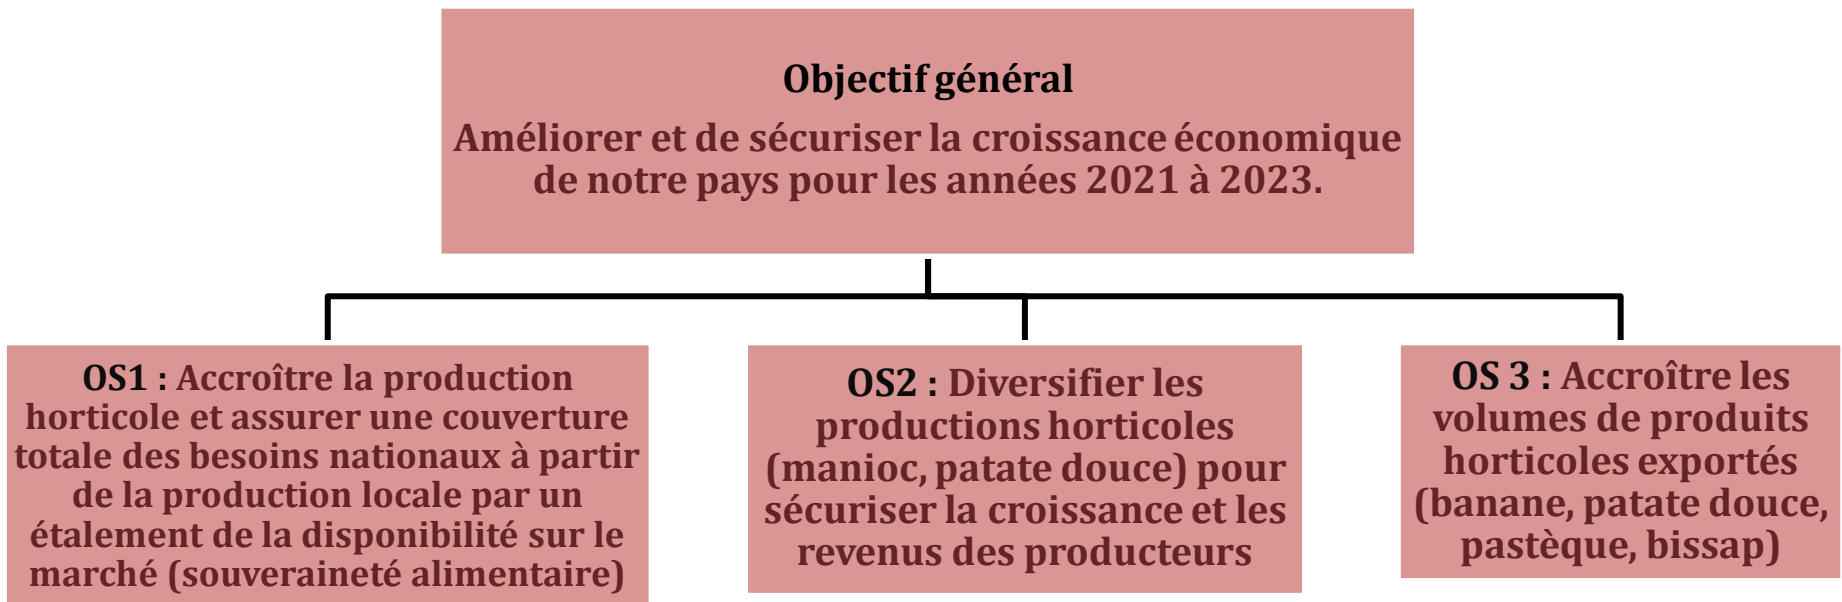 Objectif général
Améliorer et de sécuriser la croissance économique
de notre pays pour les années 2021 à 2023.
OS1 : Accroître la production
horticole et assurer une couverture
totale des besoins nationaux à partir
de la production locale par un
étalement de la disponibilité sur le
marché (souveraineté alimentaire)
OS2 : Diversifier les
productions horticoles
(manioc, patate douce) pour
sécuriser la croissance et les
revenus des producteurs
OS 3 : Accroître les
volumes de produits
horticoles exportés
(banane, patate douce,
pastèque, bissap)